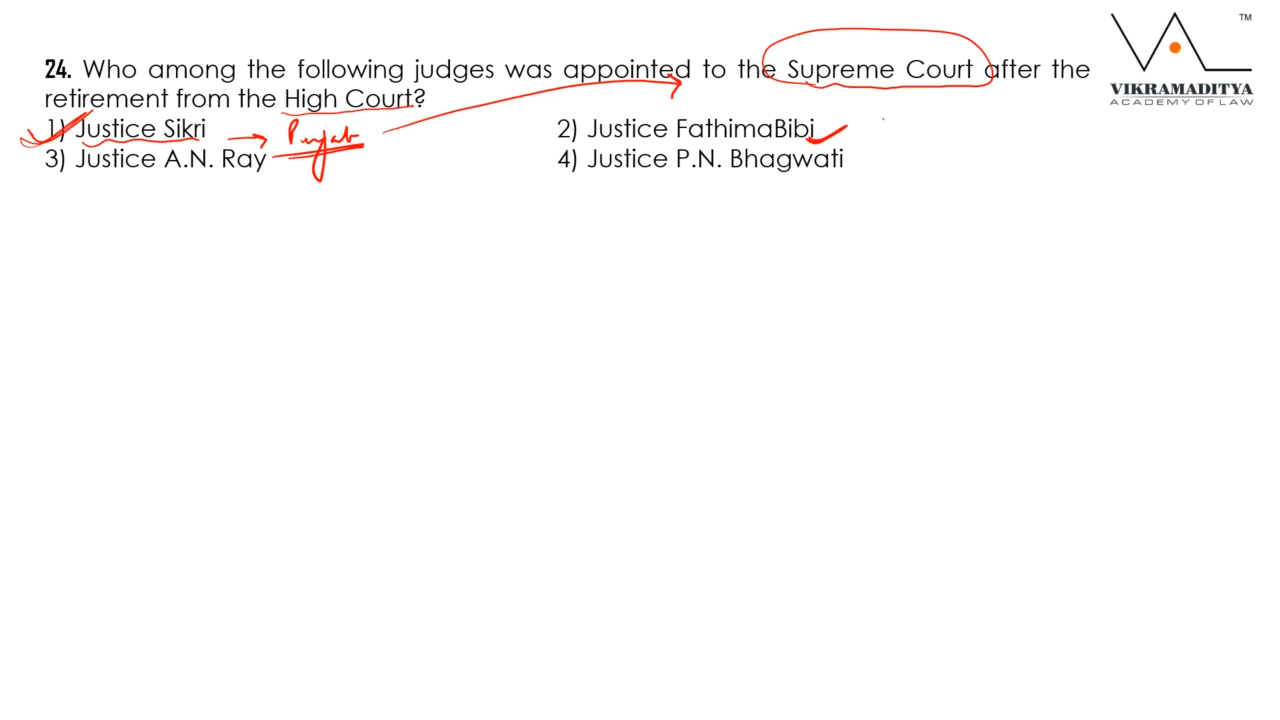 TM
24. Who among the following judges was appointed to the Supreme Court after the
retirement from the High Court?
VIKRAMADITYA
ACADEMY OF LAW
1) Justice Sikri → Punjab
2) Justice FathimaBibi
3) Justice A.N. Ray
4) Justice P.N. Bhagwati